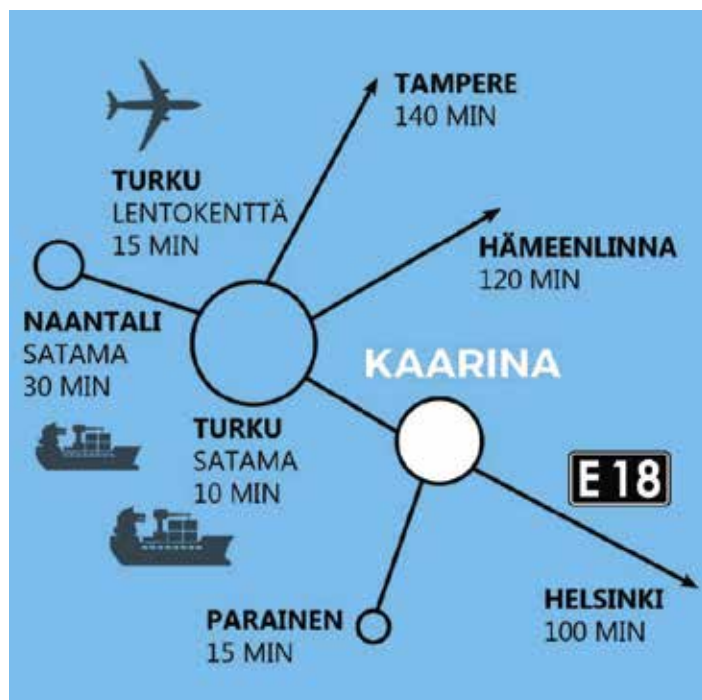 TAMPERE
140 MIN
TURKU
LENTOKENTTÄ
15 MIN
HÄMEENLINNA
120 MIN
NAANTALI
SATAMA
30 MIN
KAARINA
TURKU
SATAMA
10 MIN
E 18
HELSINKI
100 MIN
PARAINEN
15 MIN